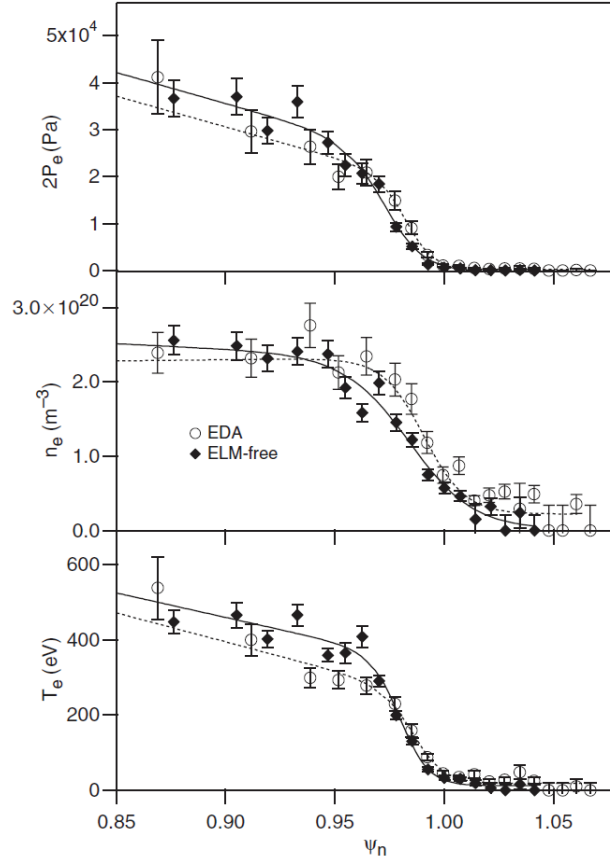 5x10⁴
4
3
2
1
0
2Pₑ (Pa)
3.0×10²⁰
2.0
1.0
0.0
nₑ (m⁻³)
EDA
ELM-free
600
400
200
0
Tₑ (eV)
0.85
0.90
0.95
1.00
1.05
ψₙ